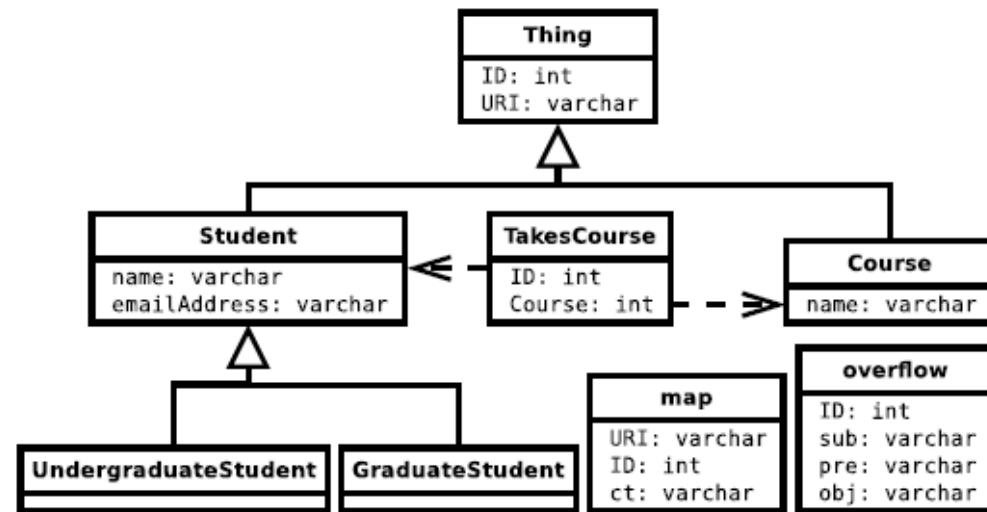 Thing
ID: int
URI: varchar
Student
name: varchar
emailAddress: varchar
TakesCourse
ID: int
Course: int
Course
name: varchar
UndergraduateStudent
GraduateStudent
map
URI: varchar
ID: int
ct: varchar
overflow
ID: int
sub: varchar
pre: varchar
obj: varchar